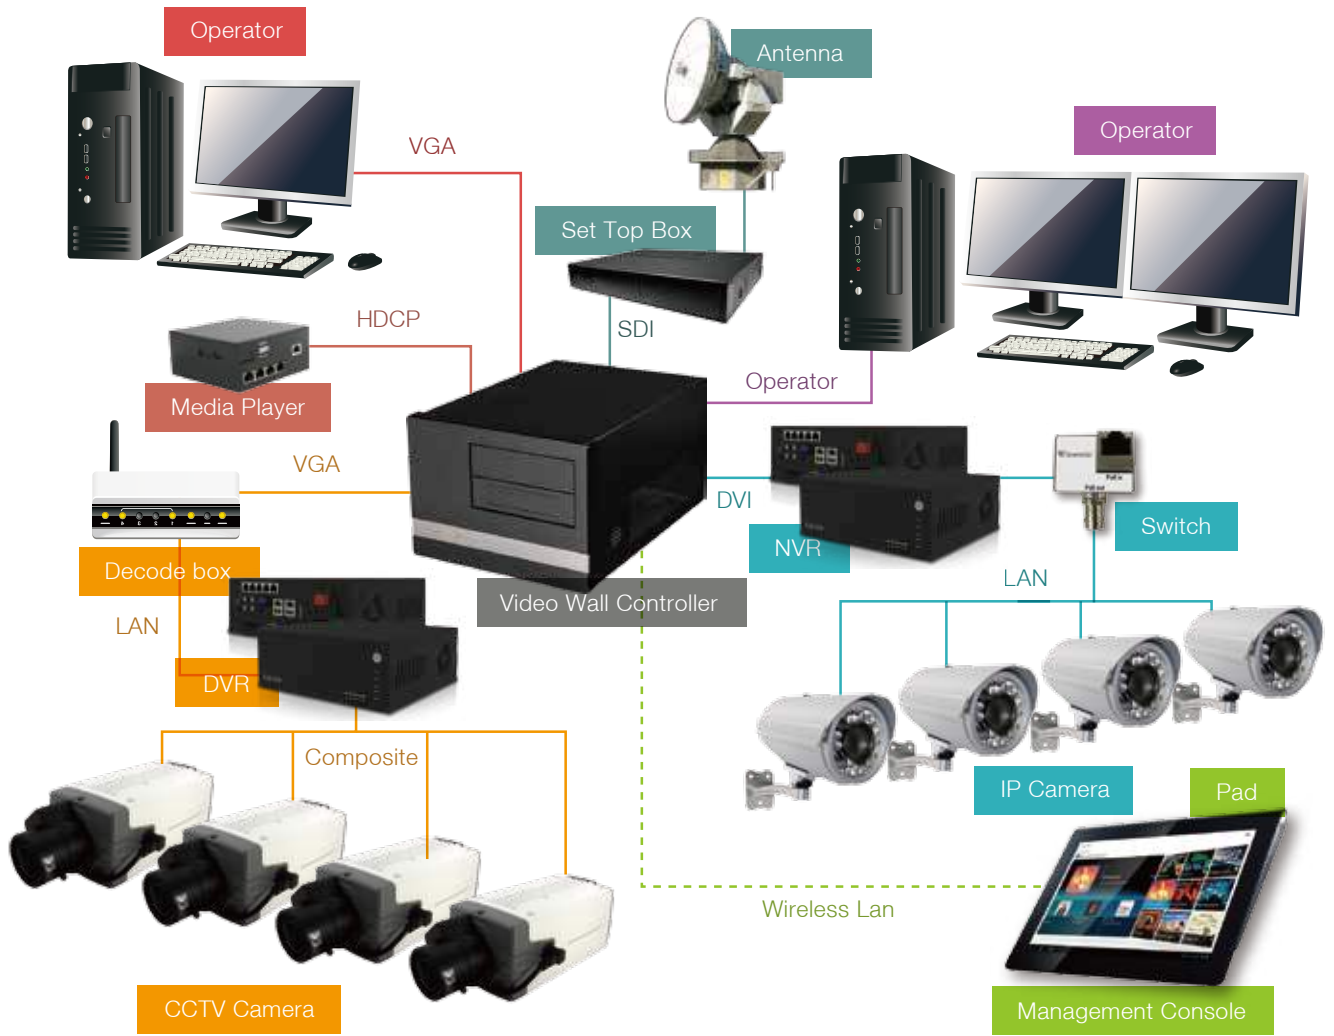 Operator
Antenna
Operator
VGA
Set Top Box
HDCP
SDI
Operator
Media Player
VGA
DVI
Switch
NVR
Decode box
LAN
Video Wall Controller
LAN
DVR
Composite
IP Camera
Pad
Wireless Lan
CCTV Camera
Management Console